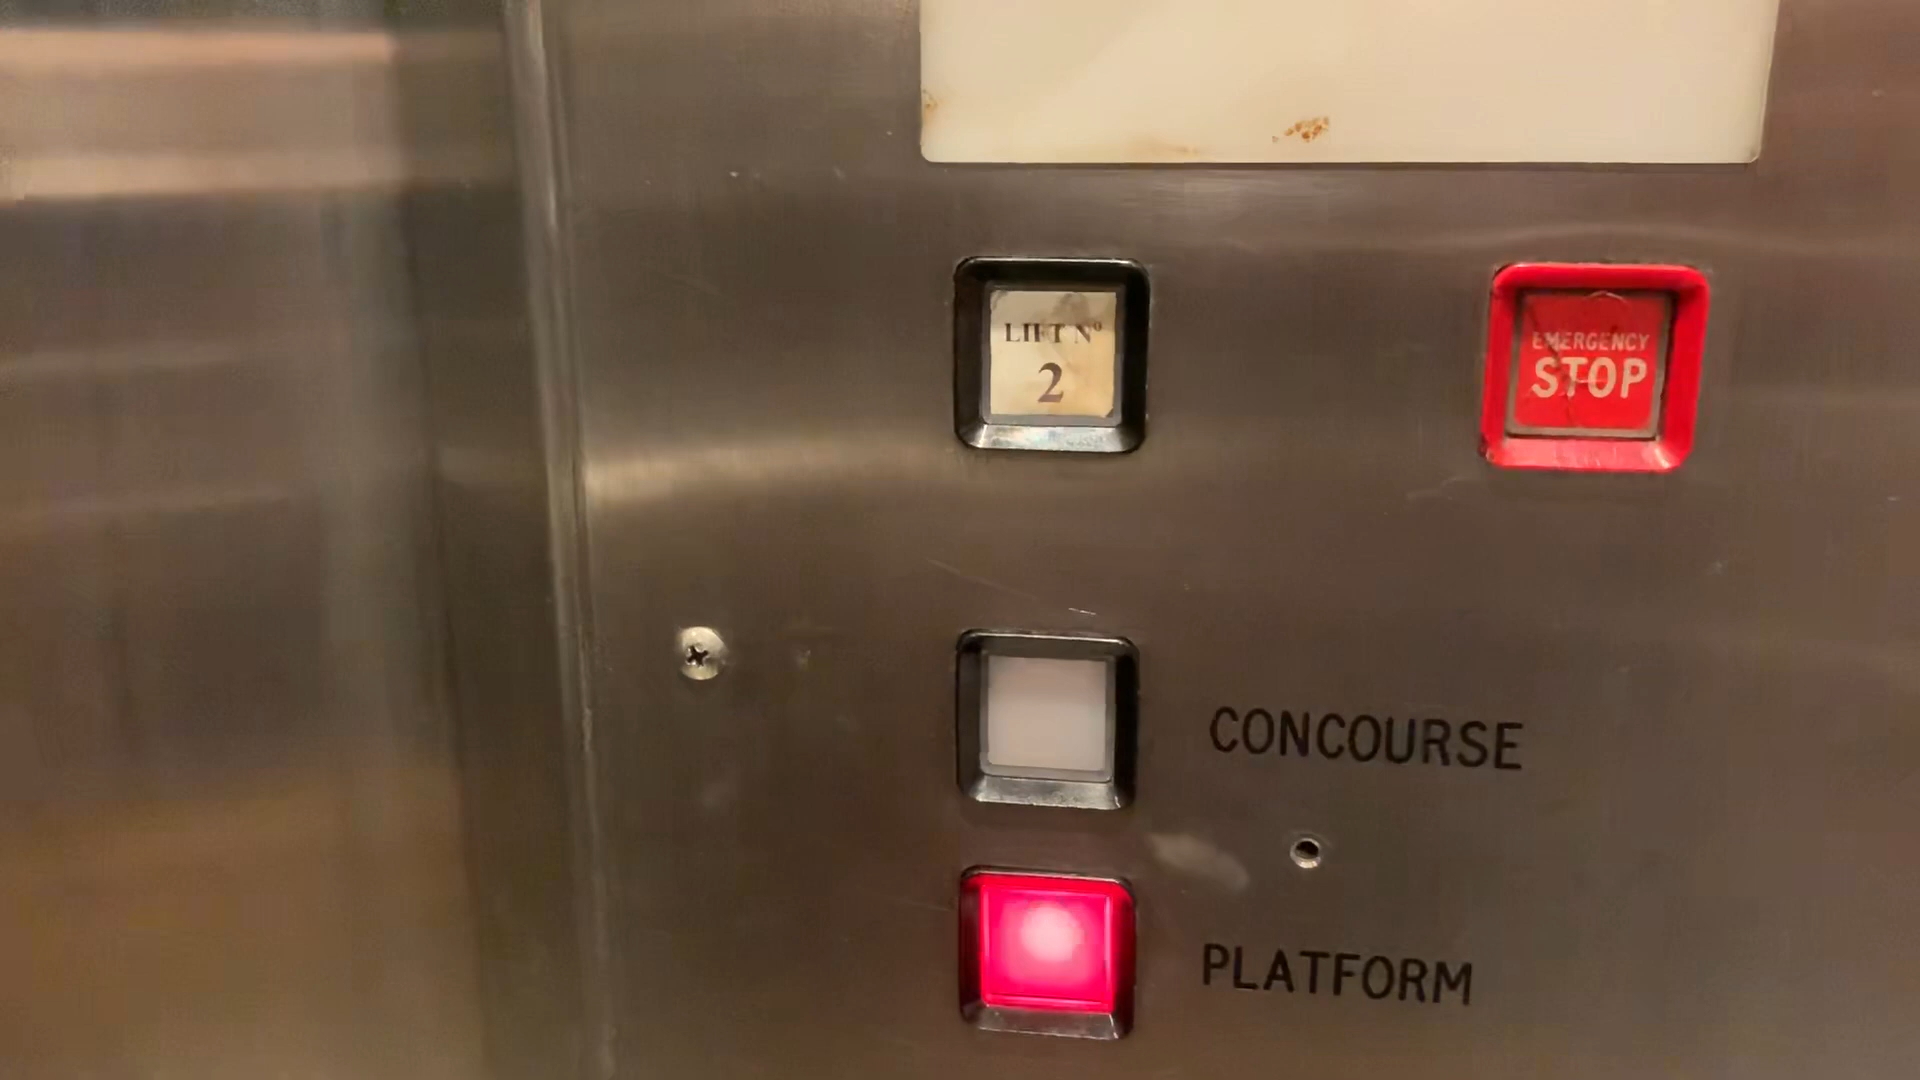 LIFT Nº
2
EMERGENCY
STOP
CONCOURSE
PLATFORM